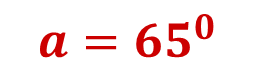 a = 65⁰